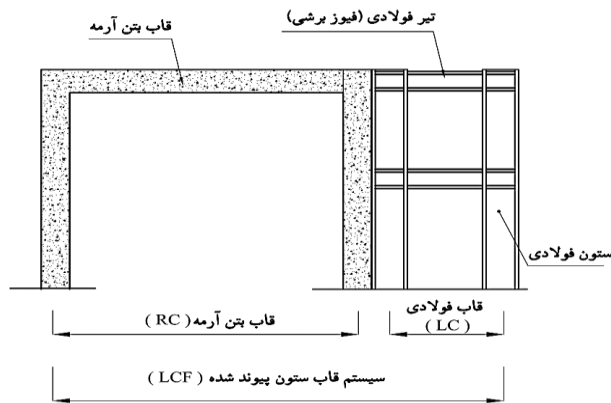 تیر فولادی (فیوز برشی)
قاب بتن آرمه
ستون فولادی
قاب فولادی
( LC )
قاب بتن آرمه ( RC )
سیستم قاب ستون پیوند شده ( LCF )